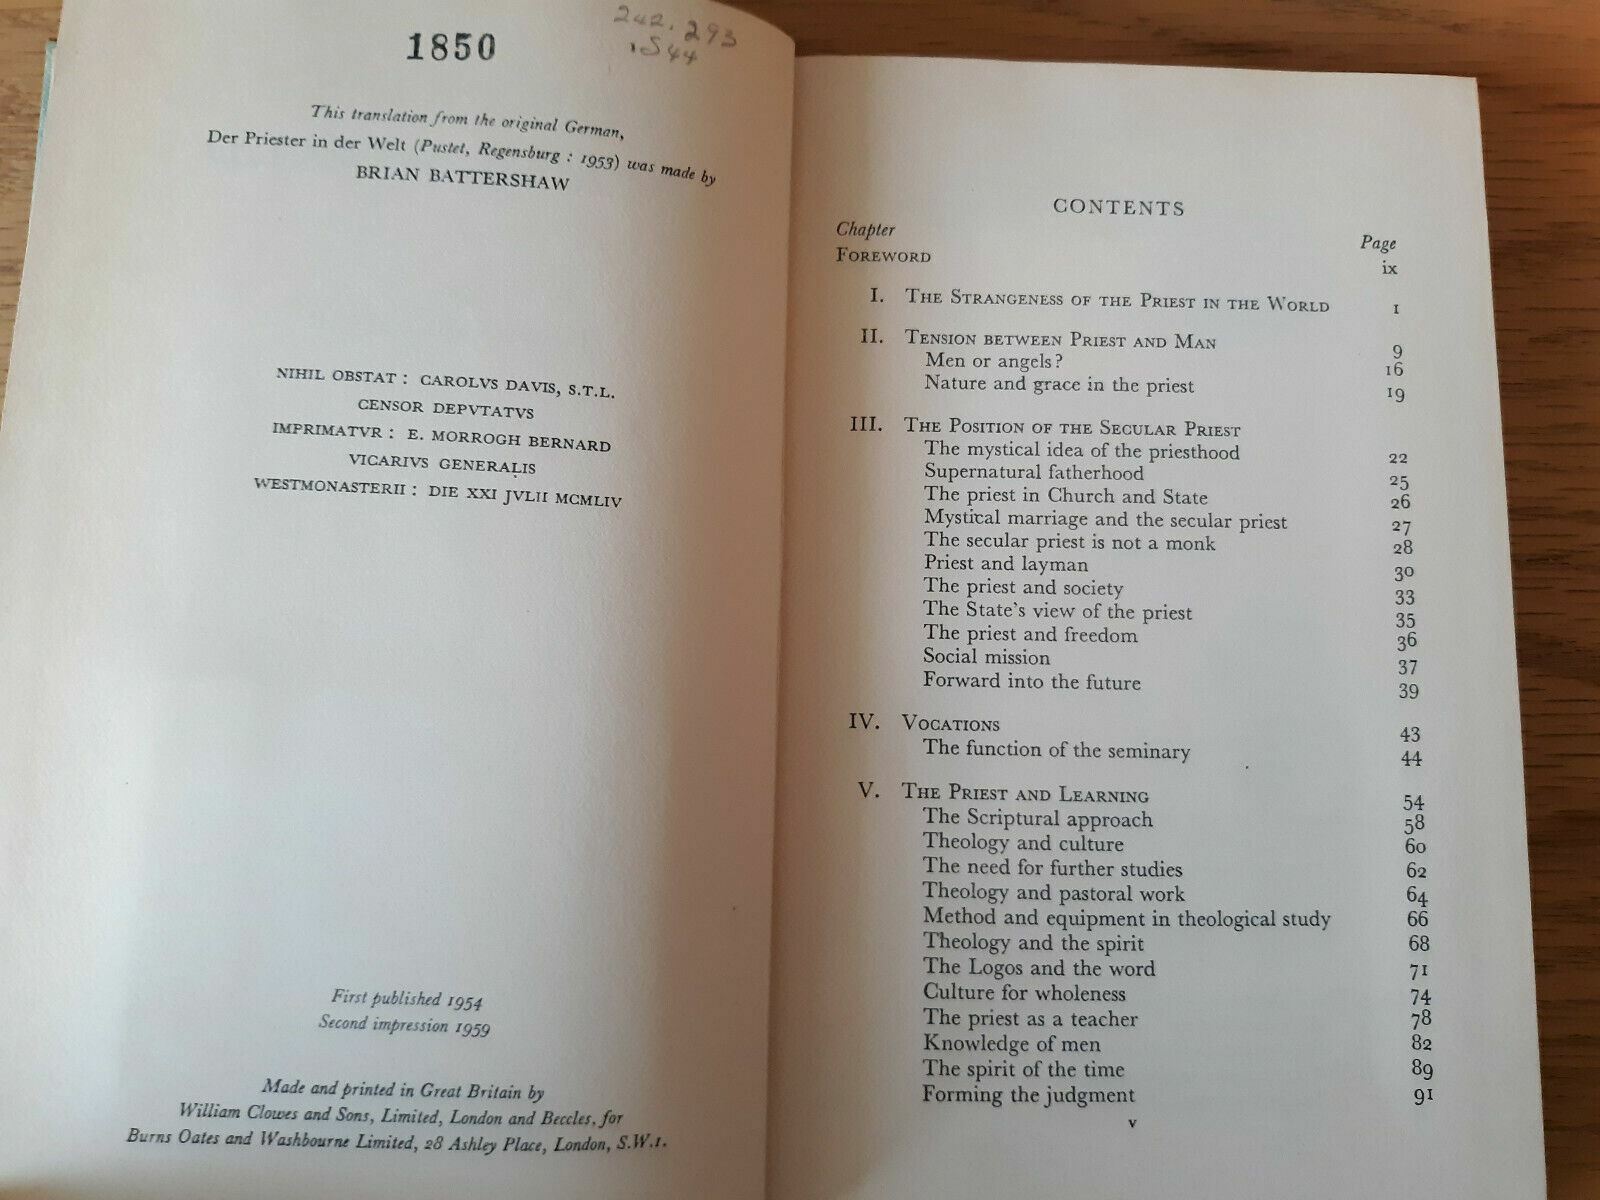 1850
242.293
.S44
This translation from the original German,
Der Priester in der Welt (Pustet, Regensburg : 1953) was made by
BRIAN BATTERSHAW
NIHIL OBSTAT : CAROLVS DAVIS, S.T.L.
CENSOR DEPVTATVS
IMPRIMATVR : E. MORROGH BERNARD
VICARIVS GENERALIS
WESTMONASTERII : DIE XXI JVLII MCMLIV
First published 1954
Second impression 1959
Made and printed in Great Britain by
William Clowes and Sons, Limited, London and Beccles, for
Burns Oates and Washbourne Limited, 28 Ashley Place, London, S.W.1.
CONTENTS
Chapter Page
FOREWORD ix
I. THE STRANGENESS OF THE PRIEST IN THE WORLD 1
II. TENSION BETWEEN PRIEST AND MAN 9
Men or angels? 16
Nature and grace in the priest 19
III. THE POSITION OF THE SECULAR PRIEST
The mystical idea of the priesthood 22
Supernatural fatherhood 25
The priest in Church and State 26
Mystical marriage and the secular priest 27
The secular priest is not a monk 28
Priest and layman 30
The priest and society 33
The State's view of the priest 35
The priest and freedom 36
Social mission 37
Forward into the future 39
IV. VOCATIONS 43
The function of the seminary 44
V. THE PRIEST AND LEARNING 54
The Scriptural approach 58
Theology and culture 60
The need for further studies 62
Theology and pastoral work 64
Method and equipment in theological study 66
Theology and the spirit 68
The Logos and the word 71
Culture for wholeness 74
The priest as a teacher 78
Knowledge of men 82
The spirit of the time 89
Forming the judgment 91
v